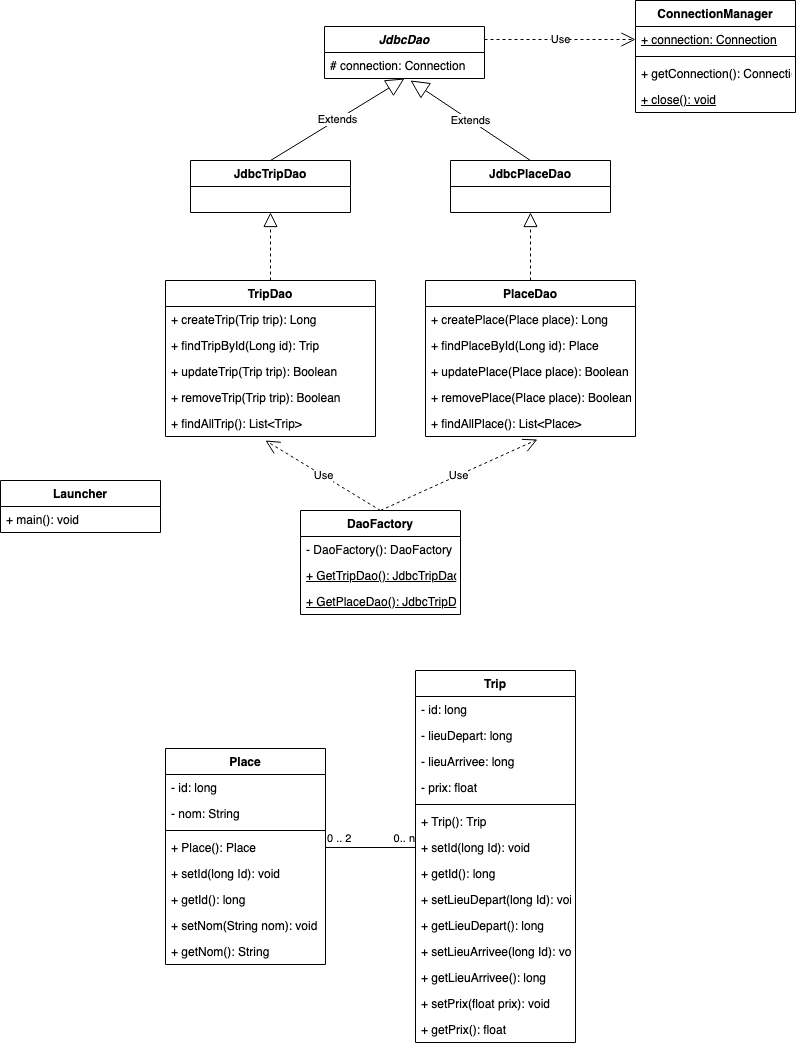 ConnectionManager
+ connection: Connection
+ getConnection(): Connecti
+ close(): void
JdbcDao
# connection: Connection
Use
Extends
Extends
JdbcTripDao
JdbcPlaceDao
TripDao
+ createTrip(Trip trip): Long
+ findTripById(Long id): Trip
+ updateTrip(Trip trip): Boolean
+ removeTrip(Trip trip): Boolean
+ findAllTrip(): List<Trip>
PlaceDao
+ createPlace(Place place): Long
+ findPlaceById(Long id): Place
+ updatePlace(Place place): Boolean
+ removePlace(Place place): Boolean
+ findAllPlace(): List<Place>
Use
Use
Launcher
+ main(): void
DaoFactory
- DaoFactory(): DaoFactory
+ GetTripDao(): JdbcTripDac
+ GetPlaceDao(): JdbcTripD
Place
- id: long
- nom: String
+ Place(): Place
+ setId(long Id): void
+ getId(): long
+ setNom(String nom): void
+ getNom(): String
0 .. 2
0.. n
Trip
- id: long
- lieuDepart: long
- lieuArrivee: long
- prix: float
+ Trip(): Trip
+ setId(long Id): void
+ getId(): long
+ setLieuDepart(long Id): voi
+ getLieuDepart(): long
+ setLieuArrivee(long Id): vo
+ getLieuArrivee(): long
+ setPrix(float prix): void
+ getPrix(): float